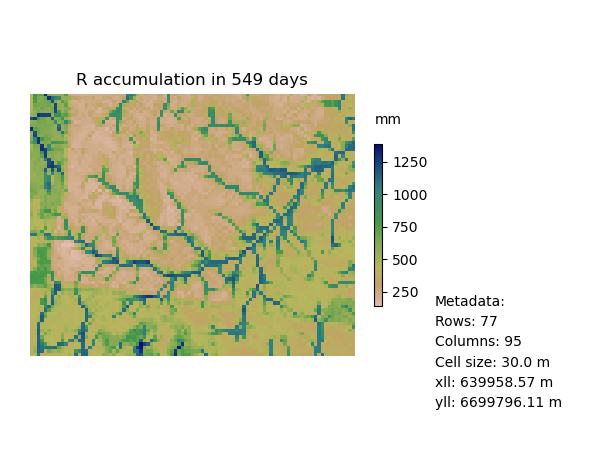 R accumulation in 549 days
mm
1250
1000
750
500
250
Metadata:
Rows: 77
Columns: 95
Cell size: 30.0 m
xll: 639958.57 m
yll: 6699796.11 m